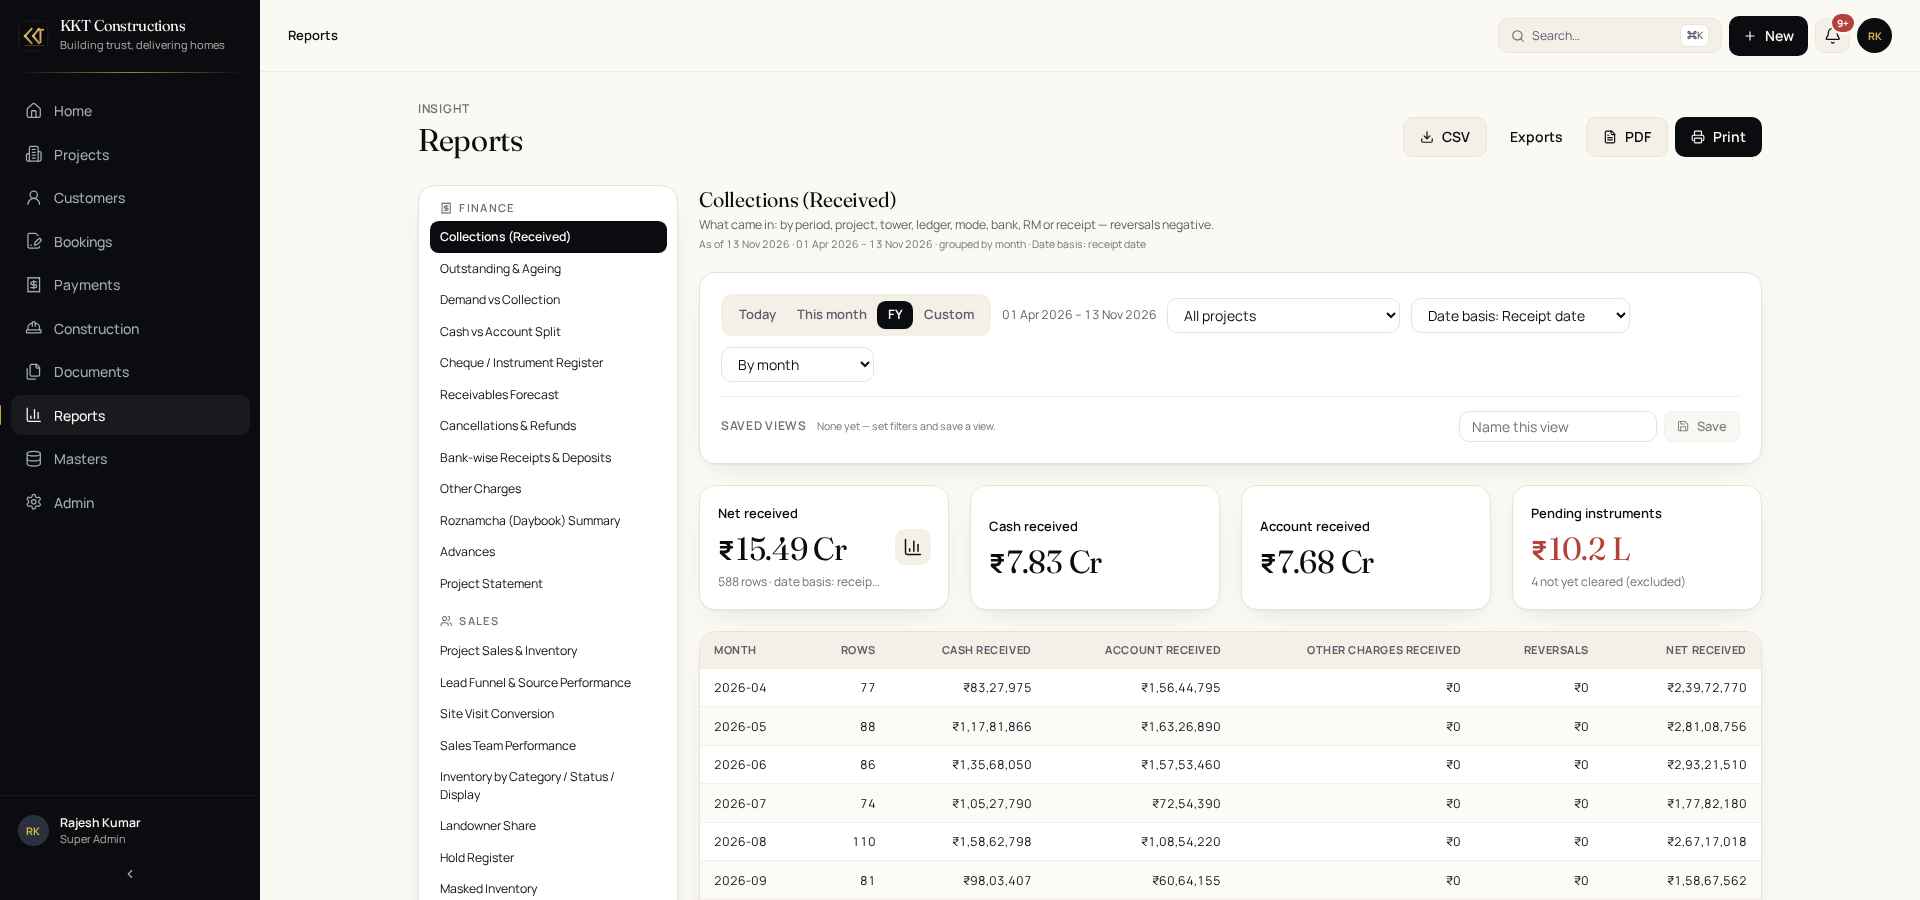 KKT Constructions
Building trust, delivering homes
Home
Projects
Customers
Bookings
Payments
Construction
Documents
Reports
Masters
Admin
RK
Rajesh Kumar
Super Admin
Reports
Search...
⌘K
New
9+
RK
INSIGHT
Reports
CSV
Exports
PDF
Print
FINANCE
Collections (Received)
Outstanding & Ageing
Demand vs Collection
Cash vs Account Split
Cheque / Instrument Register
Receivables Forecast
Cancellations & Refunds
Bank-wise Receipts & Deposits
Other Charges
Roznamcha (Daybook) Summary
Advances
Project Statement
SALES
Project Sales & Inventory
Lead Funnel & Source Performance
Site Visit Conversion
Sales Team Performance
Inventory by Category / Status /
Display
Landowner Share
Hold Register
Masked Inventory
Collections (Received)
What came in: by period, project, tower, ledger, mode, bank, RM or receipt — reversals negative.
As of 13 Nov 2026 · 01 Apr 2026 – 13 Nov 2026 · grouped by month · Date basis: receipt date
Today This month FY Custom 01 Apr 2026 – 13 Nov 2026 All projects Date basis: Receipt date
By month
SAVED VIEWS None yet — set filters and save a view. Name this view Save
Net received
₹15.49 Cr
588 rows · date basis: receip...
Cash received
₹7.83 Cr
Account received
₹7.68 Cr
Pending instruments
₹10.2 L
4 not yet cleared (excluded)
MONTH ROWS CASH RECEIVED ACCOUNT RECEIVED OTHER CHARGES RECEIVED REVERSALS NET RECEIVED
2026-04 77 ₹83,27,975 ₹1,56,44,795 ₹0 ₹0 ₹2,39,72,770
2026-05 88 ₹1,17,81,866 ₹1,63,26,890 ₹0 ₹0 ₹2,81,08,756
2026-06 86 ₹1,35,68,050 ₹1,57,53,460 ₹0 ₹0 ₹2,93,21,510
2026-07 74 ₹1,05,27,790 ₹72,54,390 ₹0 ₹0 ₹1,77,82,180
2026-08 110 ₹1,58,62,798 ₹1,08,54,220 ₹0 ₹0 ₹2,67,17,018
2026-09 81 ₹98,03,407 ₹60,64,155 ₹0 ₹0 ₹1,58,67,562